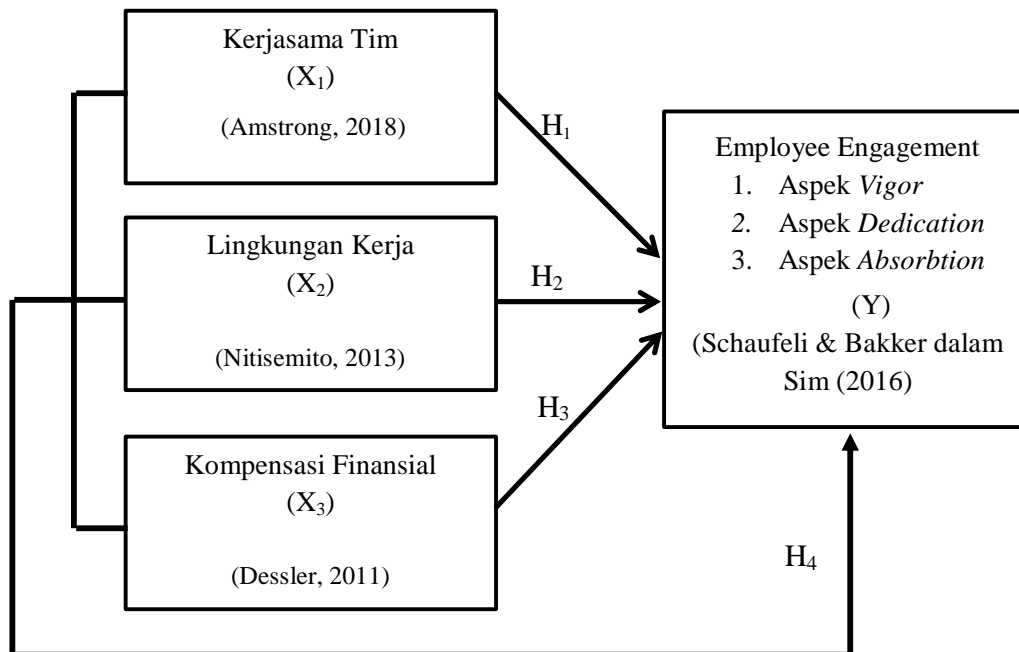 Kerjasama Tim
(X₁)
(Amstrong, 2018)
H₁
Lingkungan Kerja
(X₂)
(Nitisemito, 2013)
H₂
Kompensasi Finansial
(X₃)
(Dessler, 2011)
H₃
Employee Engagement
1. Aspek Vigor
2. Aspek Dedication
3. Aspek Absorbtion
(Y)
(Schaufeli & Bakker dalam
Sim (2016)
H₄